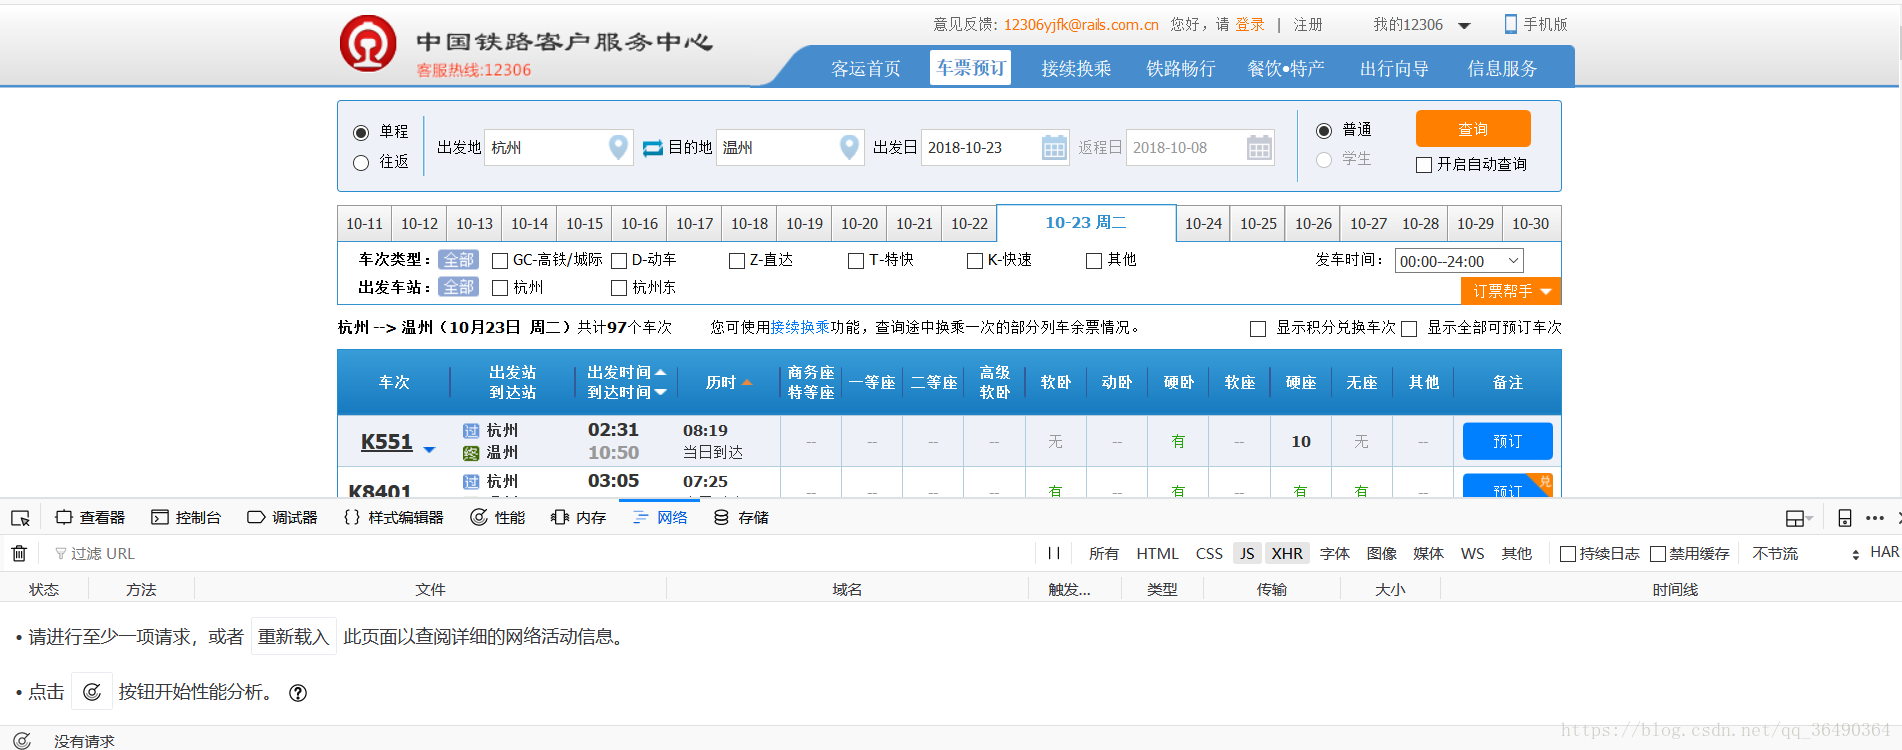 意见反馈: 12306yjfk@rails.com.cn 您好，请 登录 | 注册 我的12306 手机版
中国铁路客户服务中心
客服热线:12306
客运首页 车票预订 接续换乘 铁路畅行 餐饮•特产 出行向导 信息服务
单程
往返
出发地 杭州 目的地 温州 出发日 2018-10-23 返程日 2018-10-08
普通
学生
查询
开启自动查询
10-11 10-12 10-13 10-14 10-15 10-16 10-17 10-18 10-19 10-20 10-21 10-22 10-23 周二 10-24 10-25 10-26 10-27 10-28 10-29 10-30
车次类型： 全部 GC-高铁/城际 D-动车 Z-直达 T-特快 K-快速 其他 发车时间： 00:00--24:00
出发车站： 全部 杭州 杭州东 订票帮手
杭州 --> 温州（10月23日 周二）共计97个车次 您可使用接续换乘功能，查询途中换乘一次的部分列车余票情况。 显示积分兑换车次 显示全部可预订车次
车次 出发站 到达站 出发时间 到达时间 历时 商务座 特等座 一等座 二等座 高级 软卧 软卧 动卧 硬卧 软座 硬座 无座 其他 备注
K551 过 杭州 02:31 08:19 -- -- -- -- 无 -- 有 -- 10 无 -- 预订
终 温州 10:50 当日到达
K8401 过 杭州 03:05 07:25 -- -- -- -- 有 -- 有 -- 有 有 -- 预订 兑
查看器 控制台 调试器 {} 样式编辑器 性能 内存 网络 存储
过滤 URL 所有 HTML CSS JS XHR 字体 图像 媒体 WS 其他 持续日志 禁用缓存 不节流 HAR
状态 方法 文件 域名 触发... 类型 传输 大小 时间线
• 请进行至少一项请求，或者 重新载入 此页面以查阅详细的网络活动信息。
• 点击 按钮开始性能分析。
没有请求
https://blog.csdn.net/qq_36490364